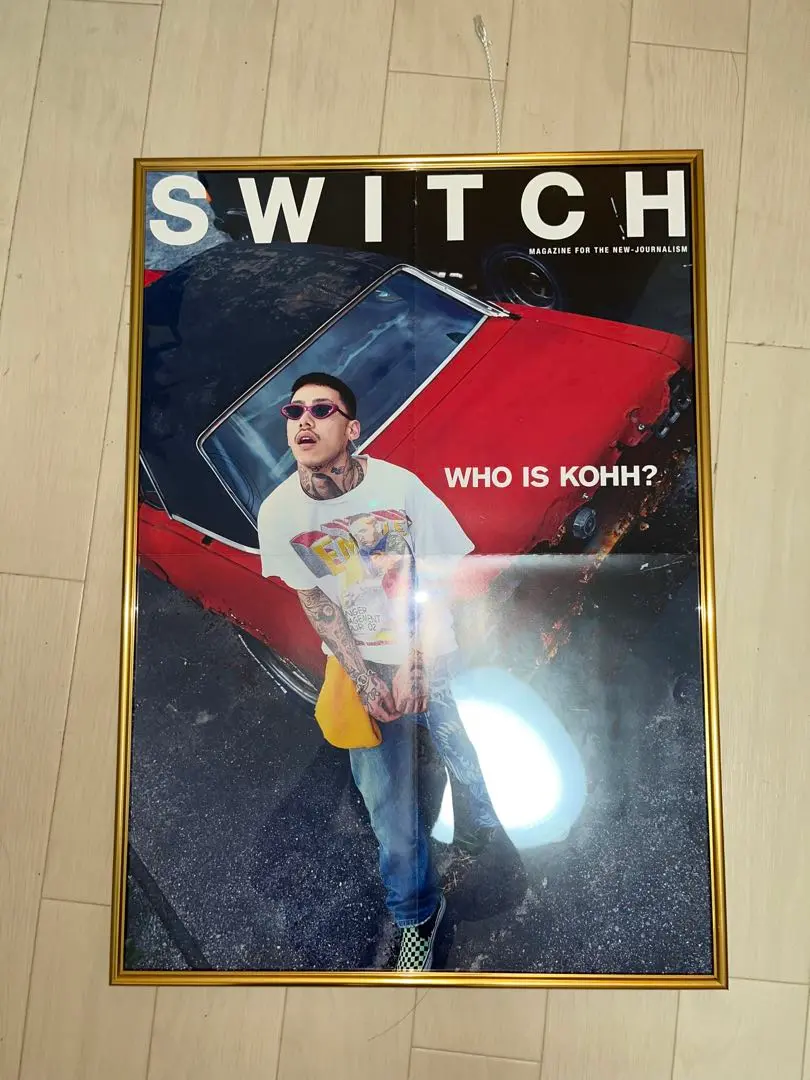 SWITCH
MAGAZINE FOR THE NEW-JOURNALISM
WHO IS KOHH?